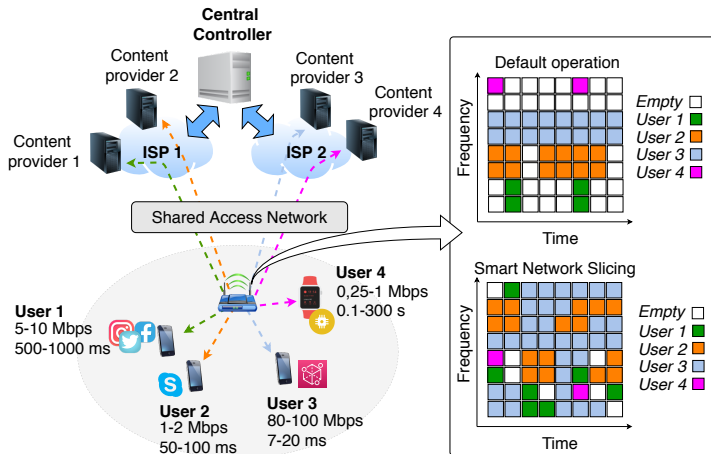 Central
Controller
Content
provider 2
Content
provider 3
Content
provider 4
Content
provider 1
ISP 1
ISP 2
Shared Access Network
User 1
5-10 Mbps
500-1000 ms
User 2
1-2 Mbps
50-100 ms
User 3
80-100 Mbps
7-20 ms
User 4
0,25-1 Mbps
0.1-300 s
Default operation
Frequency
Time
Empty
User 1
User 2
User 3
User 4
Smart Network Slicing
Frequency
Time
Empty
User 1
User 2
User 3
User 4